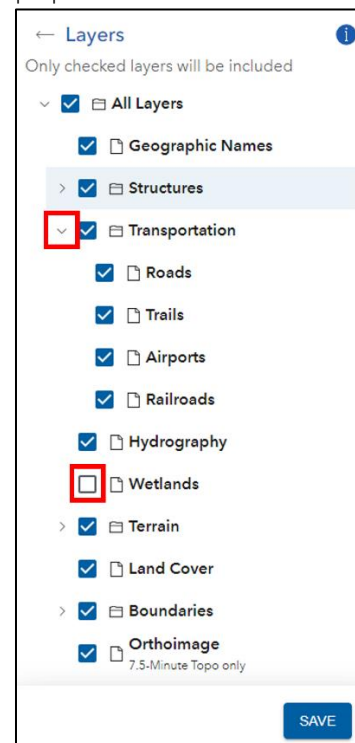 ← Layers
Only checked layers will be included
All Layers
Geographic Names
Structures
Transportation
Roads
Trails
Airports
Railroads
Hydrography
Wetlands
Terrain
Land Cover
Boundaries
Orthoimage
7.5-Minute Topo only
SAVE